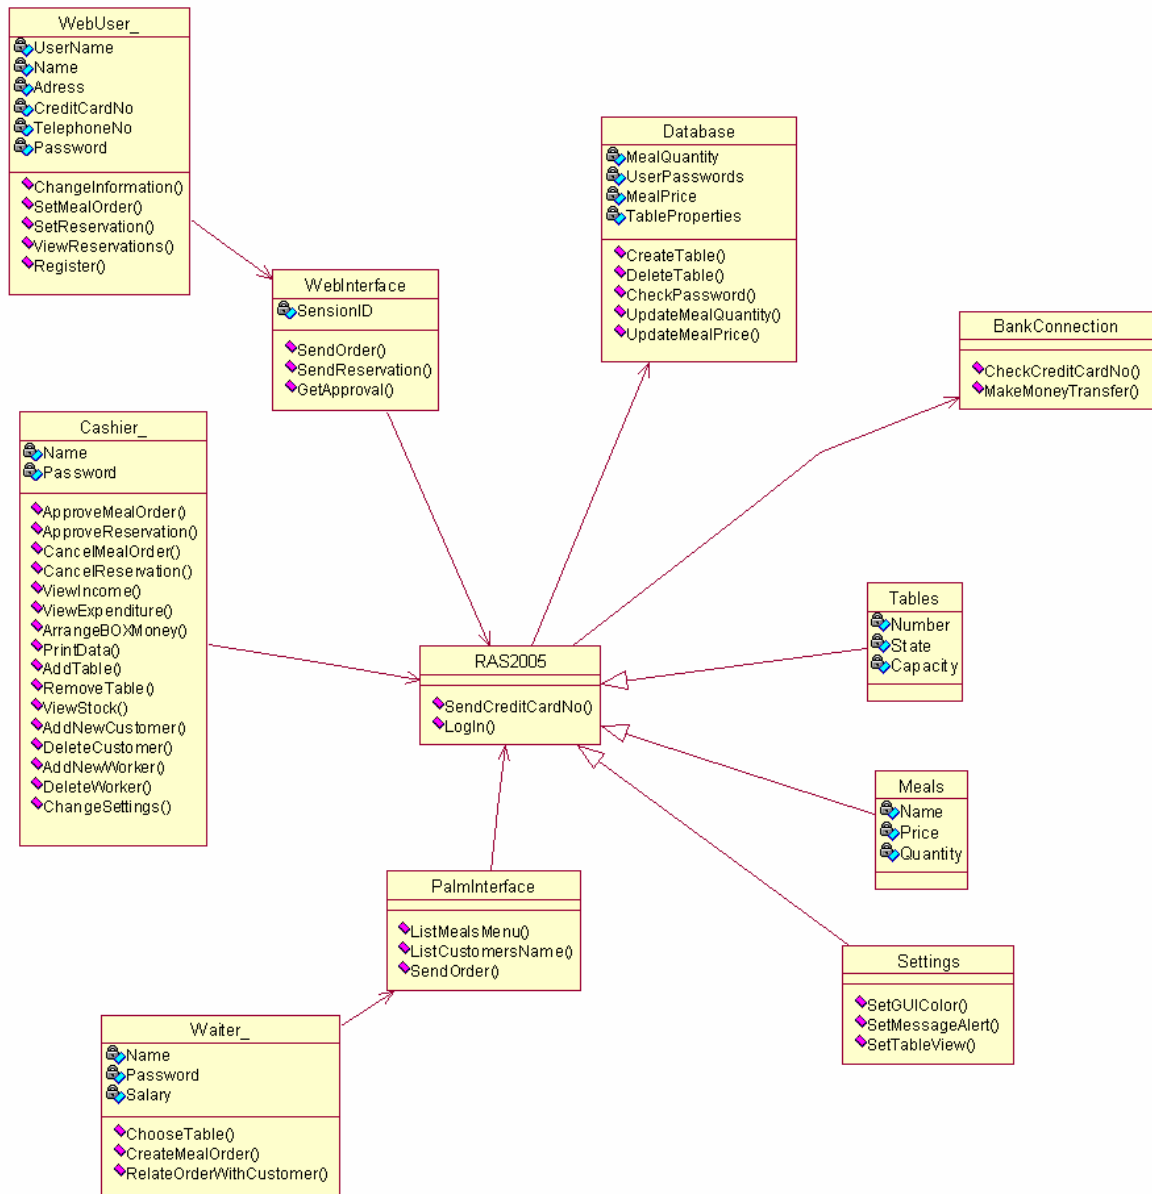 WebUser_
UserName
Name
Adress
CreditCardNo
TelephoneNo
Password
ChangeInformation()
SetMealOrder()
SetReservation()
ViewReservations()
Register()
WebInterface
SensionID
SendOrder()
SendReservation()
GetApproval()
Database
MealQuantity
UserPasswords
MealPrice
TableProperties
CreateTable()
DeleteTable()
CheckPassword()
UpdateMealQuantity()
UpdateMealPrice()
BankConnection
CheckCreditCardNo()
MakeMoneyTransfer()
Cashier_
Name
Password
ApproveMealOrder()
ApproveReservation()
CancelMealOrder()
CancelReservation()
ViewIncome()
ViewExpenditure()
ArrangeBOXMoney()
PrintData()
AddTable()
RemoveTable()
ViewStock()
AddNewCustomer()
DeleteCustomer()
AddNewWorker()
DeleteWorker()
ChangeSettings()
RAS2005
SendCreditCardNo()
LogIn()
Tables
Number
State
Capacity
Meals
Name
Price
Quantity
PalmInterface
ListMealsMenu()
ListCustomersName()
SendOrder()
Settings
SetGUIColor()
SetMessageAlert()
SetTableView()
Waiter_
Name
Password
Salary
ChooseTable()
CreateMealOrder()
RelateOrderWithCustomer()